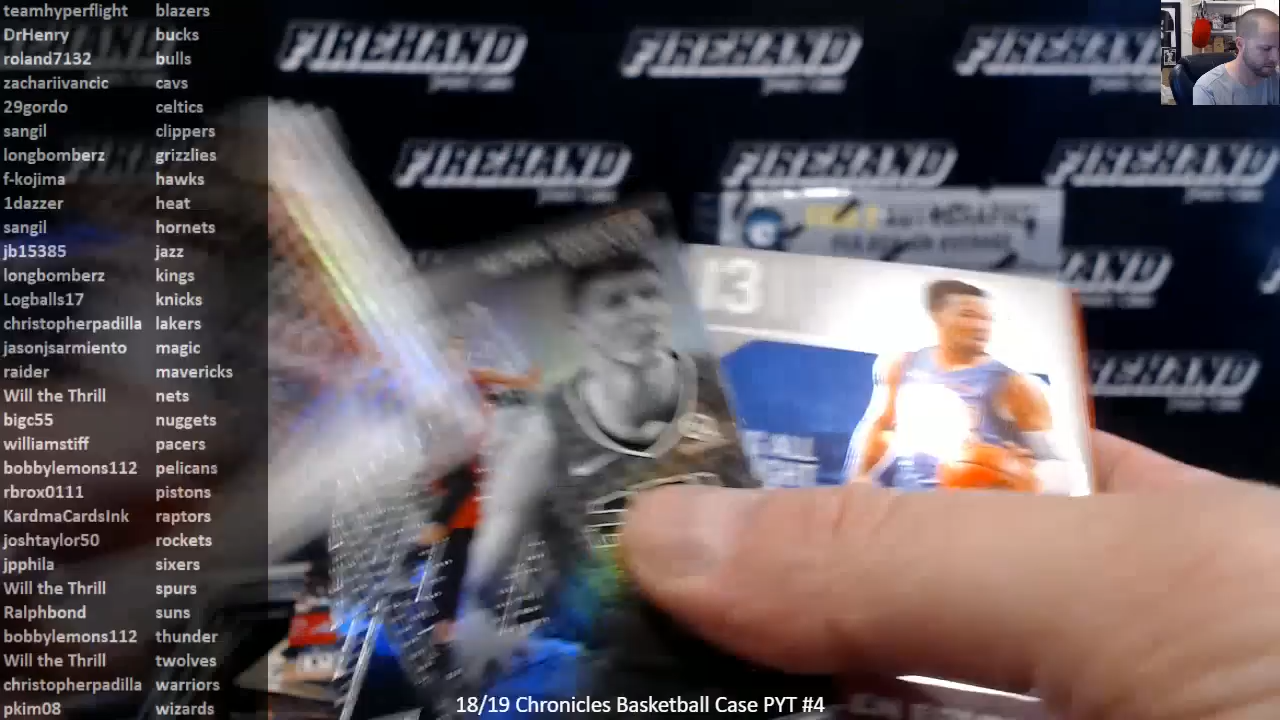 teamhyperflight blazers
DrHenry bucks
roland7132 bulls
zachariivancic cavs
29gordo celtics
sangil clippers
longbomberz grizzlies
f-kojima hawks
1dazzer heat
sangil hornets
jb15385 jazz
longbomberz kings
Logballs17 knicks
christopherpadilla lakers
jasonjsarmiento magic
raider mavericks
Will the Thrill nets
bigc55 nuggets
williamstiff pacers
bobbylemons112 pelicans
rbrox0111 pistons
KardmaCardsInk raptors
joshtaylor50 rockets
jpphila sixers
Will the Thrill spurs
Ralphbond suns
bobbylemons112 thunder
Will the Thrill twolves
christopherpadilla warriors
pkim08 wizards
FIREHAND FIREHAND FIREHAND
FIREHAND FIREHAND FIREHAND
13
18/19 Chronicles Basketball Case PYT #4